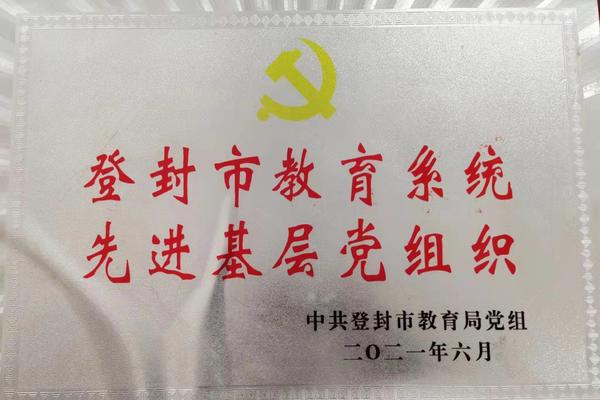 登封市教育系统
先进基层党组织
中共登封市教育局党组
二〇二一年六月